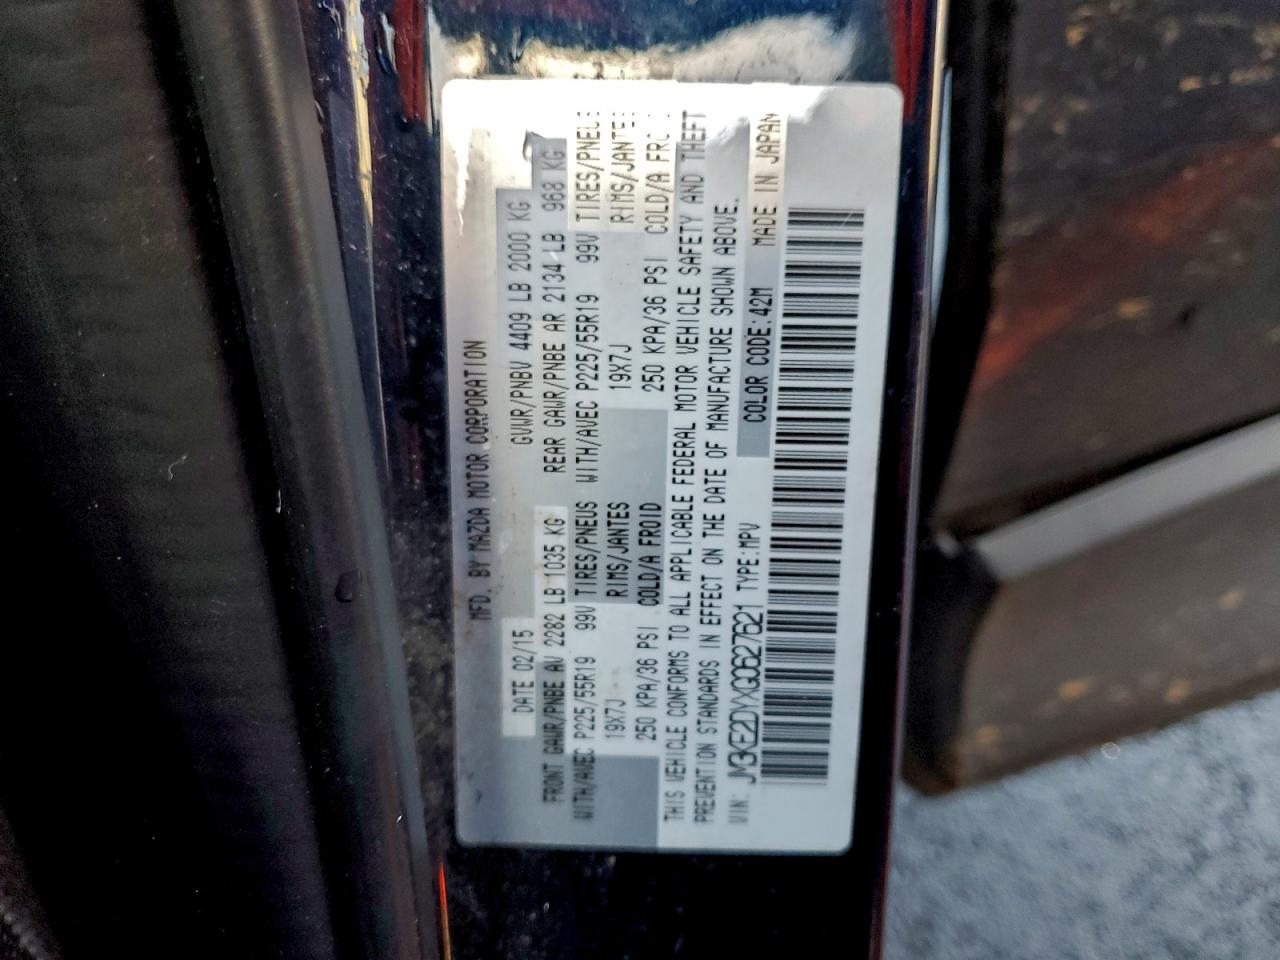 MFD. BY MAZDA MOTOR CORPORATION
DATE 02/15 GVWR/PNBV 4409 LB 2000 KG
FRONT GAWR/PNBE AV 2282 LB 1035 KG REAR GAWR/PNBE AR 2134 LB 968 KG
WITH/AVEC P225/55R19 99V TIRES/PNEUS WITH/AVEC P225/55R19 99V TIRES/PNEUS
19X7J RIMS/JANTES 19X7J RIMS/JANTES
250 KPA/36 PSI COLD/A FROID 250 KPA/36 PSI COLD/A FRC
THIS VEHICLE CONFORMS TO ALL APPLICABLE FEDERAL MOTOR VEHICLE SAFETY AND THEFT
PREVENTION STANDARDS IN EFFECT ON THE DATE OF MANUFACTURE SHOWN ABOVE.
VIN: JM3KE2DYXG0627621 TYPE:MPV COLOR CODE:42M MADE IN JAPAN